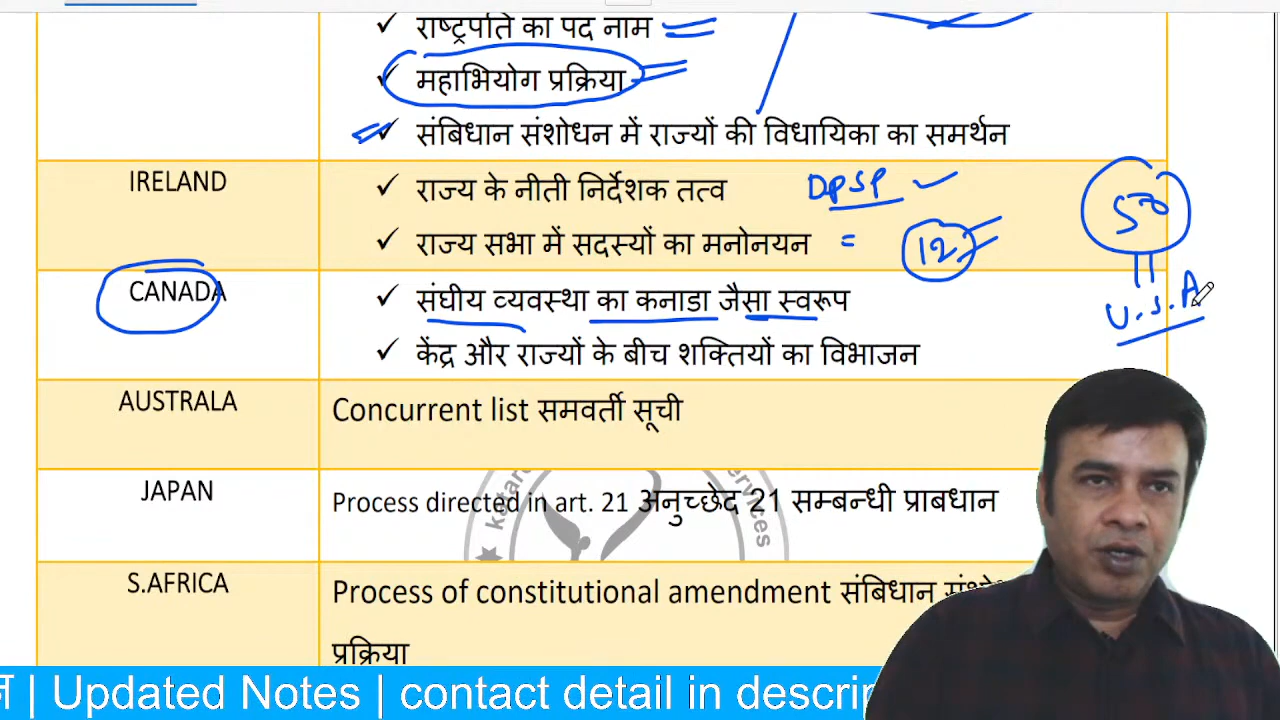 ✓ राष्ट्रपति का पद नाम
✓ महाभियोग प्रक्रिया
✓ संबिधान संशोधन में राज्यों की विधायिका का समर्थन
IRELAND
✓ राज्य के नीती निर्देशक तत्व DPSP ✓
✓ राज्य सभा में सदस्यों का मनोनयन = 12
50
U.S.A
CANADA
✓ संघीय व्यवस्था का कनाडा जैसा स्वरूप
✓ केंद्र और राज्यों के बीच शक्तियों का विभाजन
AUSTRALA
Concurrent list समवर्ती सूची
JAPAN
Process directed in art. 21 अनुच्छेद 21 सम्बन्धी प्राबधान
S.AFRICA
Process of constitutional amendment संबिधान
प्रक्रिया
| Updated Notes | contact detail in